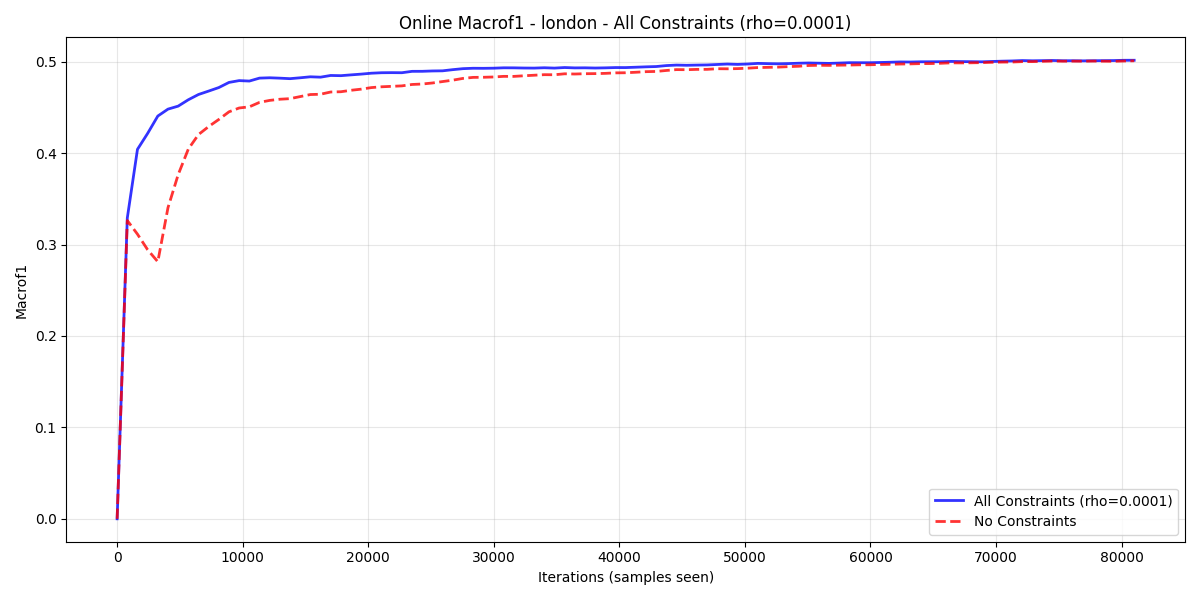 Online Macrof1 - london - All Constraints (rho=0.0001)
Macrof1
0.5
0.4
0.3
0.2
0.1
0.0
0 10000 20000 30000 40000 50000 60000 70000 80000
Iterations (samples seen)
All Constraints (rho=0.0001)
No Constraints